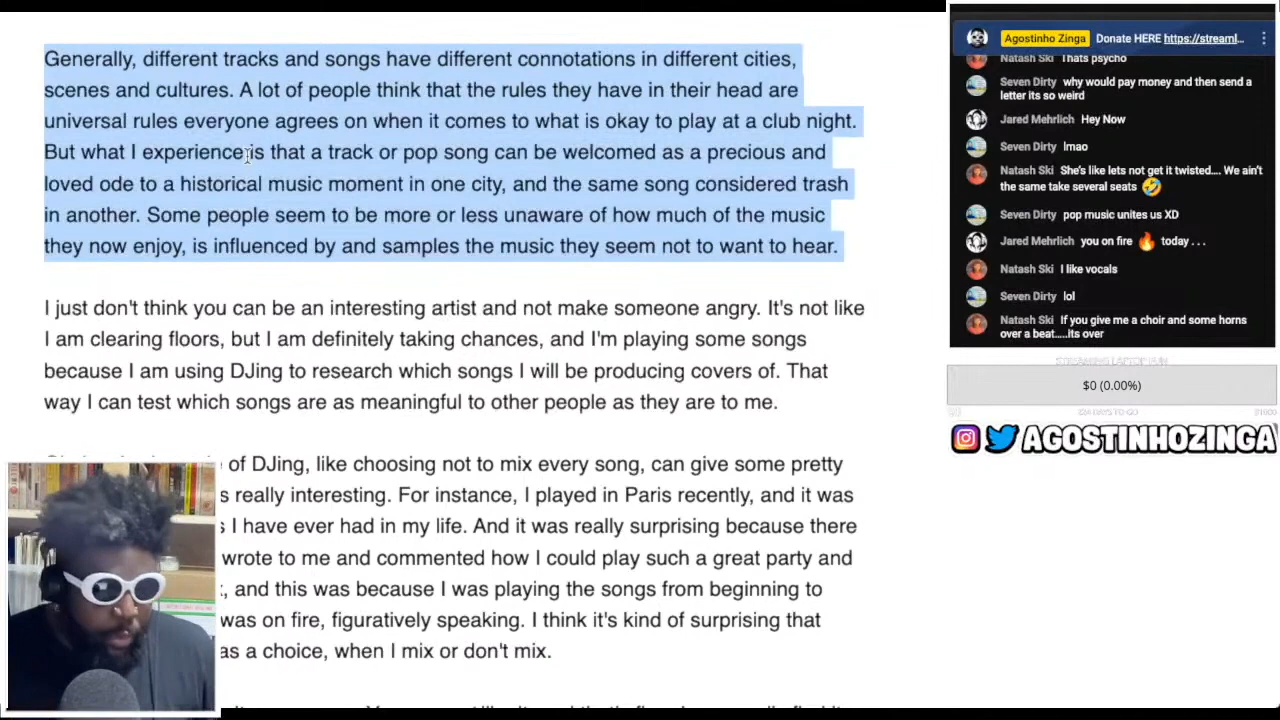 Generally, different tracks and songs have different connotations in different cities,
scenes and cultures. A lot of people think that the rules they have in their head are
universal rules everyone agrees on when it comes to what is okay to play at a club night.
But what I experience is that a track or pop song can be welcomed as a precious and
loved ode to a historical music moment in one city, and the same song considered trash
in another. Some people seem to be more or less unaware of how much of the music
they now enjoy, is influenced by and samples the music they seem not to want to hear.
I just don't think you can be an interesting artist and not make someone angry. It's not like
I am clearing floors, but I am definitely taking chances, and I'm playing some songs
because I am using DJing to research which songs I will be producing covers of. That
way I can test which songs are as meaningful to other people as they are to me.
of DJing, like choosing not to mix every song, can give some pretty
s really interesting. For instance, I played in Paris recently, and it was
I have ever had in my life. And it was really surprising because there
wrote to me and commented how I could play such a great party and
, and this was because I was playing the songs from beginning to
was on fire, figuratively speaking. I think it's kind of surprising that
as a choice, when I mix or don't mix.
Agostinho Zinga Donate HERE https://streaml...
Natash Ski Thats psycho
Seven Dirty why would pay money and then send a
letter its so weird
Jared Mehrlich Hey Now
Seven Dirty lmao
Natash Ski She's like lets not get it twisted.... We ain't
the same take several seats 🤣
Seven Dirty pop music unites us XD
Jared Mehrlich you on fire 🔥 today . . .
Natash Ski I like vocals
Seven Dirty lol
Natash Ski If you give me a choir and some horns
over a beat.....Its over
$0 (0.00%)
AGOSTINHOZINGA